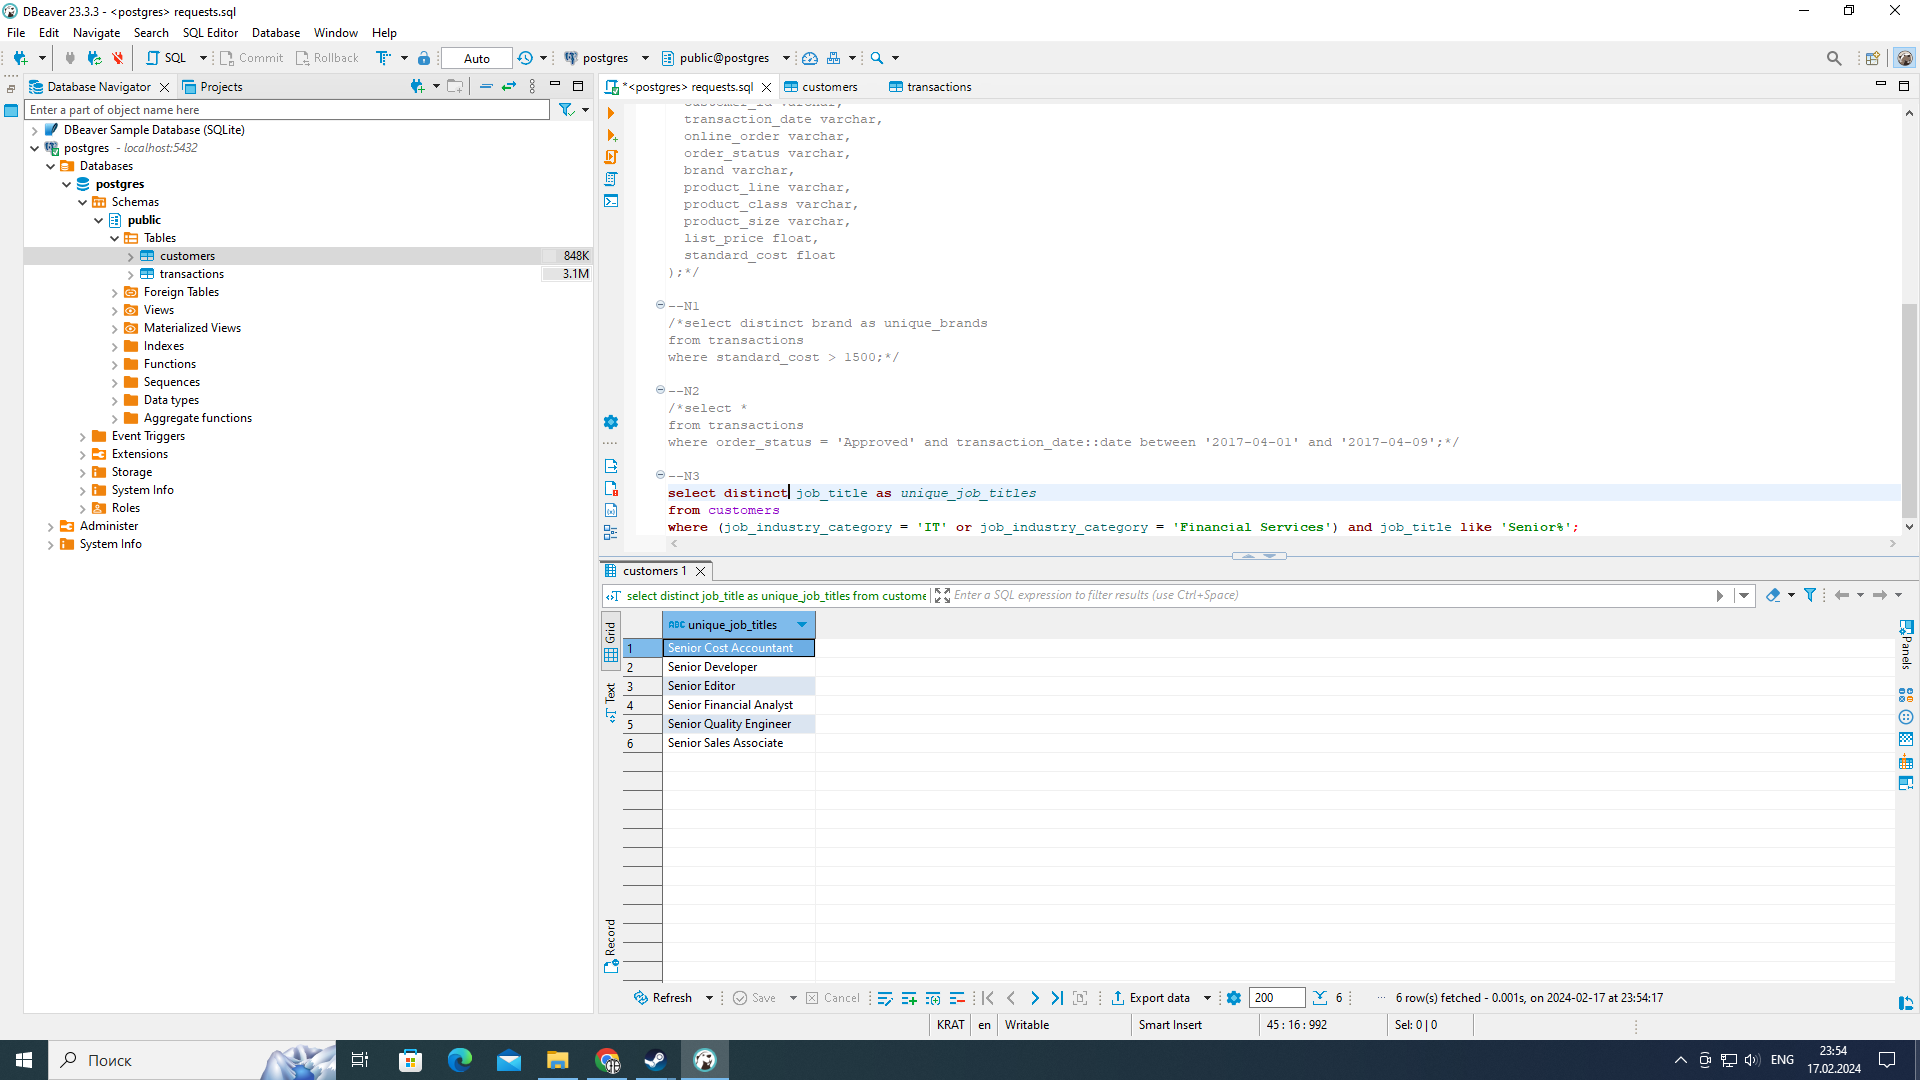 DBeaver 23.3.3 - <postgres> requests.sql
File Edit Navigate Search SQL Editor Database Window Help
SQL Commit Rollback Auto postgres public@postgres
Database Navigator Projects
Enter a part of object name here
DBeaver Sample Database (SQLite)
postgres - localhost:5432
Databases
postgres
Schemas
public
Tables
customers 848K
transactions 3.1M
Foreign Tables
Views
Materialized Views
Indexes
Functions
Sequences
Data types
Aggregate functions
Event Triggers
Extensions
Storage
System Info
Roles
Administer
System Info
*<postgres> requests.sql customers transactions
customer_id varchar,
transaction_date varchar,
online_order varchar,
order_status varchar,
brand varchar,
product_line varchar,
product_class varchar,
product_size varchar,
list_price float,
standard_cost float
);*/
--N1
/*select distinct brand as unique_brands
from transactions
where standard_cost > 1500;*/
--N2
/*select *
from transactions
where order_status = 'Approved' and transaction_date::date between '2017-04-01' and '2017-04-09';*/
--N3
select distinct job_title as unique_job_titles
from customers
where (job_industry_category = 'IT' or job_industry_category = 'Financial Services') and job_title like 'Senior%';
customers 1
select distinct job_title as unique_job_titles from custome Enter a SQL expression to filter results (use Ctrl+Space)
Grid
Text
Record
Panels
ABC unique_job_titles
1 Senior Cost Accountant
2 Senior Developer
3 Senior Editor
4 Senior Financial Analyst
5 Senior Quality Engineer
6 Senior Sales Associate
Refresh Save Cancel Export data 200 6 6 row(s) fetched - 0.001s, on 2024-02-17 at 23:54:17
KRAT en Writable Smart Insert 45 : 16 : 992 Sel: 0 | 0
Поиск
ENG
23:54
17.02.2024